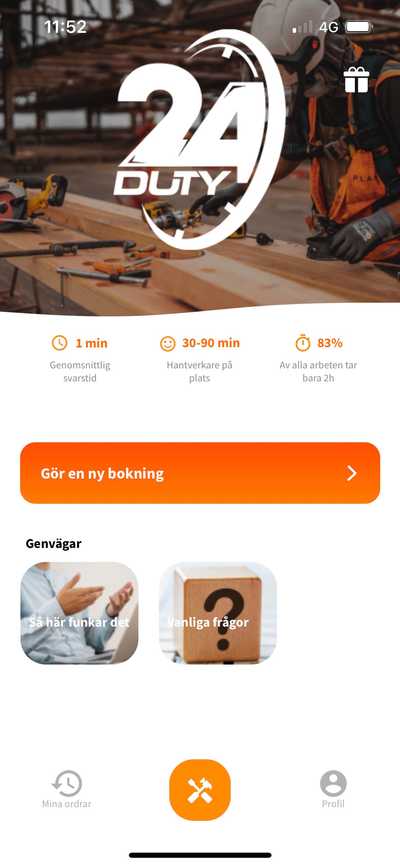 11:52
4G
24
DUTY
1 min
Genomsnittlig
svarstid
30-90 min
Hantverkare på
plats
83%
Av alla arbeten tar
bara 2h
Gör en ny bokning
Genvägar
Så här funkar det
Vanliga frågor
?
Mina ordrar
Profil